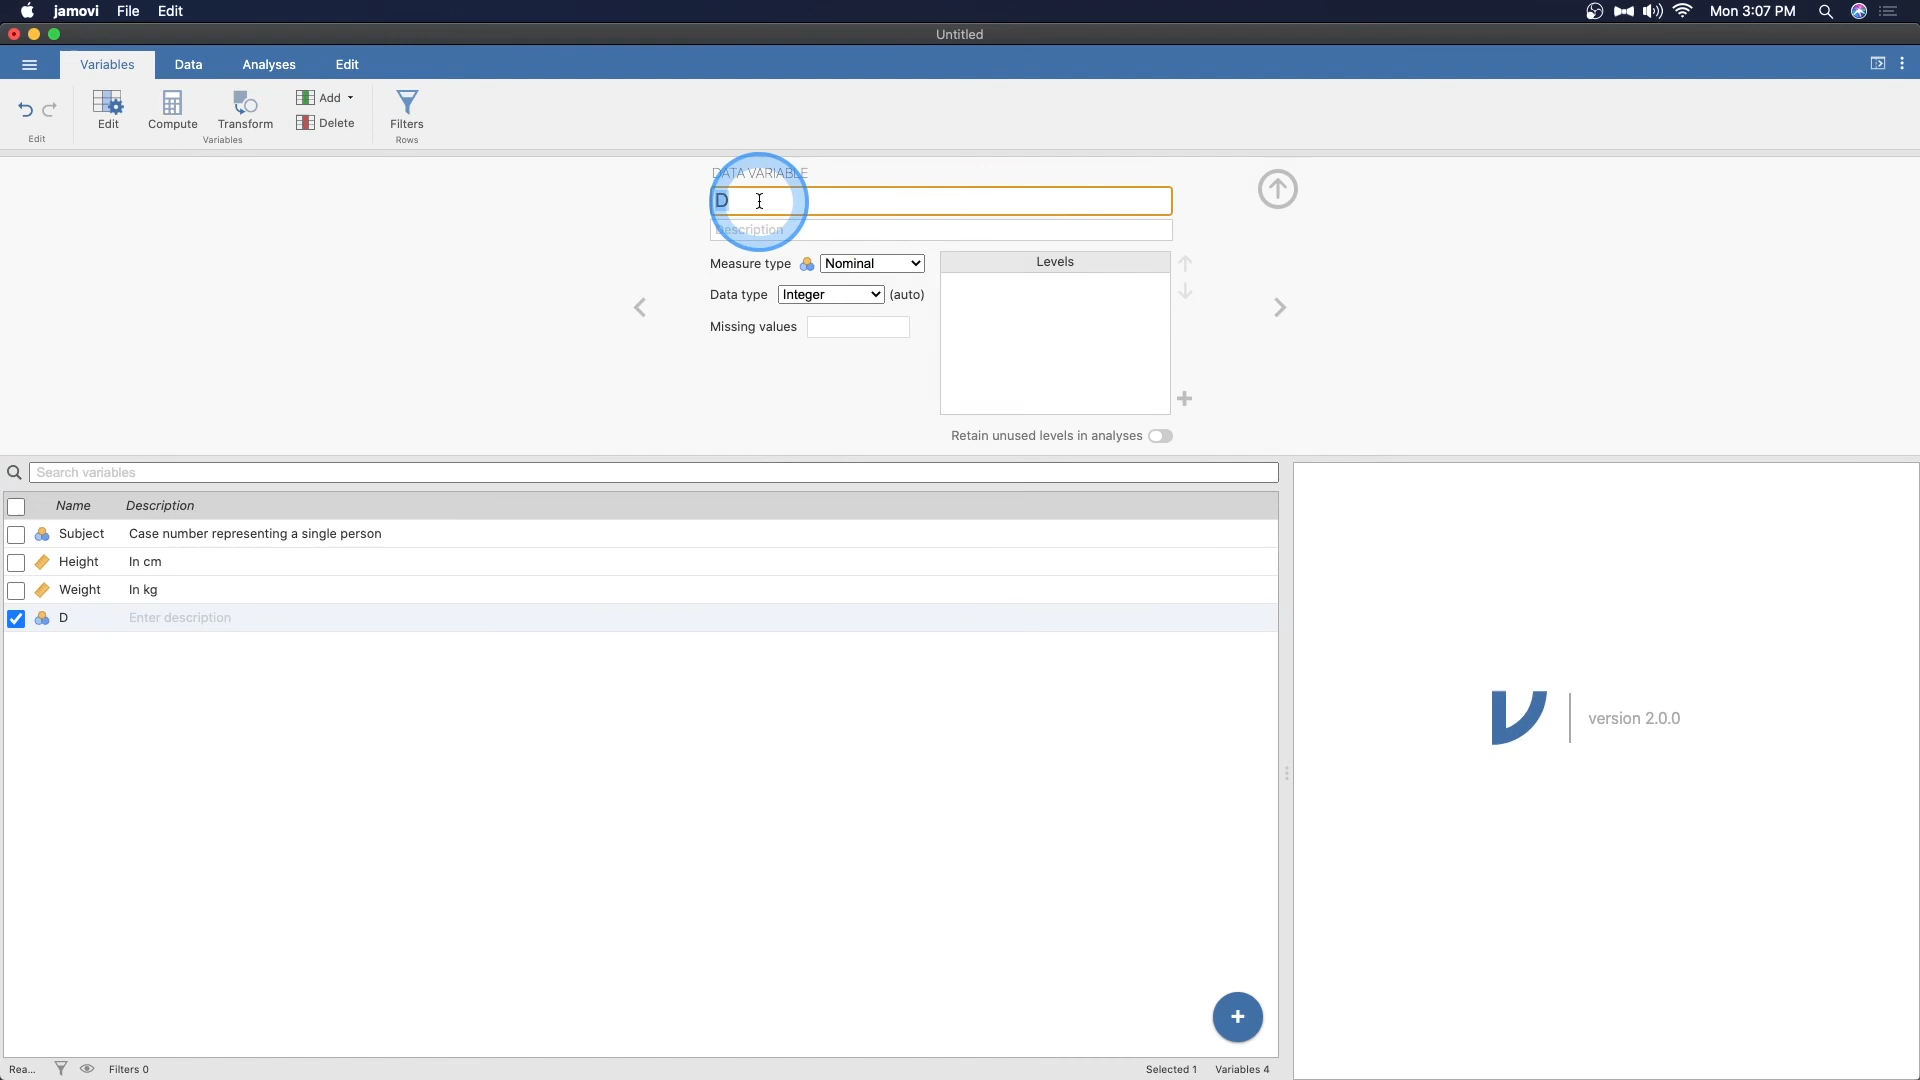 jamovi File Edit Mon 3:07 PM
Untitled
Variables Data Analyses Edit
Edit Compute Transform Add Delete Filters
Edit Variables Rows
DATA VARIABLE
D
Description
Measure type Nominal
Data type Integer (auto)
Missing values
Levels
Retain unused levels in analyses
Search variables
Name Description
Subject Case number representing a single person
Height In cm
Weight In kg
D Enter description
version 2.0.0
+
Rea... Filters 0 Selected 1 Variables 4